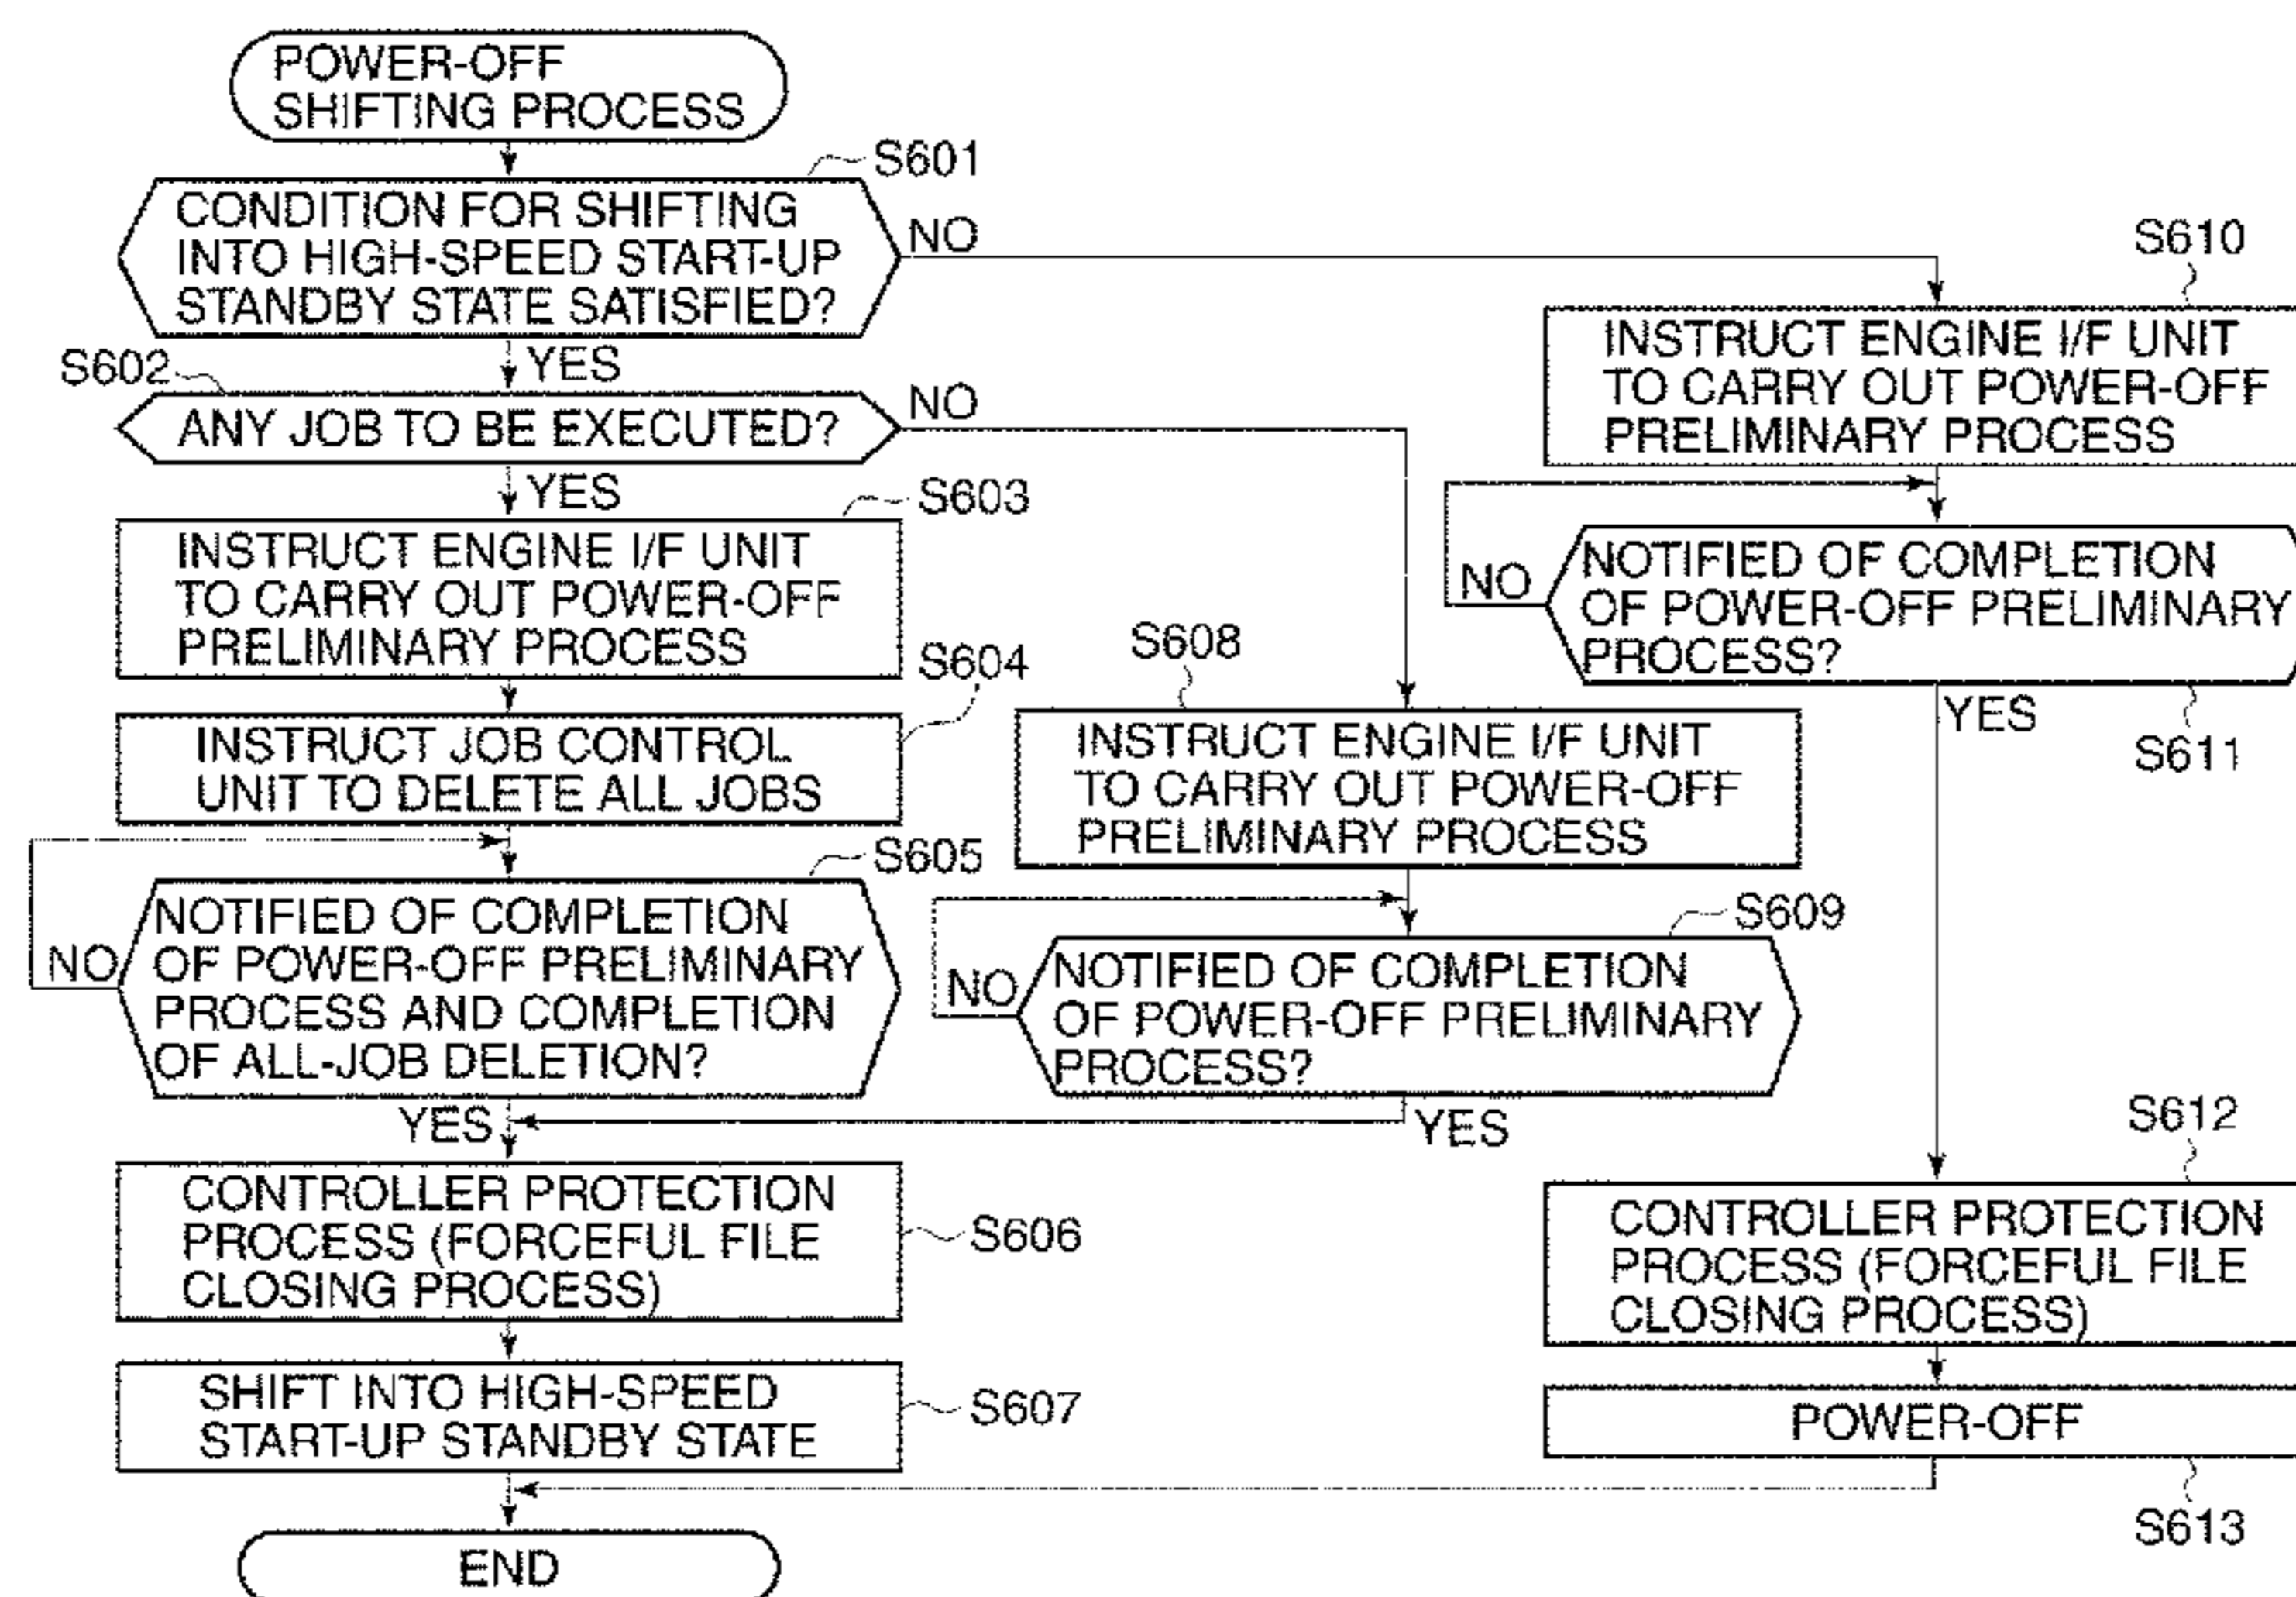 POWER-OFF
SHIFTING PROCESS
S601
CONDITION FOR SHIFTING
INTO HIGH-SPEED START-UP
STANDBY STATE SATISFIED?
NO
YES
S602
ANY JOB TO BE EXECUTED?
NO
YES
S603
INSTRUCT ENGINE I/F UNIT
TO CARRY OUT POWER-OFF
PRELIMINARY PROCESS
S604
INSTRUCT JOB CONTROL
UNIT TO DELETE ALL JOBS
S605
NOTIFIED OF COMPLETION
OF POWER-OFF PRELIMINARY
PROCESS AND COMPLETION
OF ALL-JOB DELETION?
NO
YES
S606
CONTROLLER PROTECTION
PROCESS (FORCEFUL FILE
CLOSING PROCESS)
S607
SHIFT INTO HIGH-SPEED
START-UP STANDBY STATE
END
S608
INSTRUCT ENGINE I/F UNIT
TO CARRY OUT POWER-OFF
PRELIMINARY PROCESS
S609
NOTIFIED OF COMPLETION
OF POWER-OFF PRELIMINARY
PROCESS?
NO
YES
S610
INSTRUCT ENGINE I/F UNIT
TO CARRY OUT POWER-OFF
PRELIMINARY PROCESS
NOTIFIED OF COMPLETION
OF POWER-OFF PRELIMINARY
PROCESS?
NO
YES
S611
S612
CONTROLLER PROTECTION
PROCESS (FORCEFUL FILE
CLOSING PROCESS)
POWER-OFF
S613